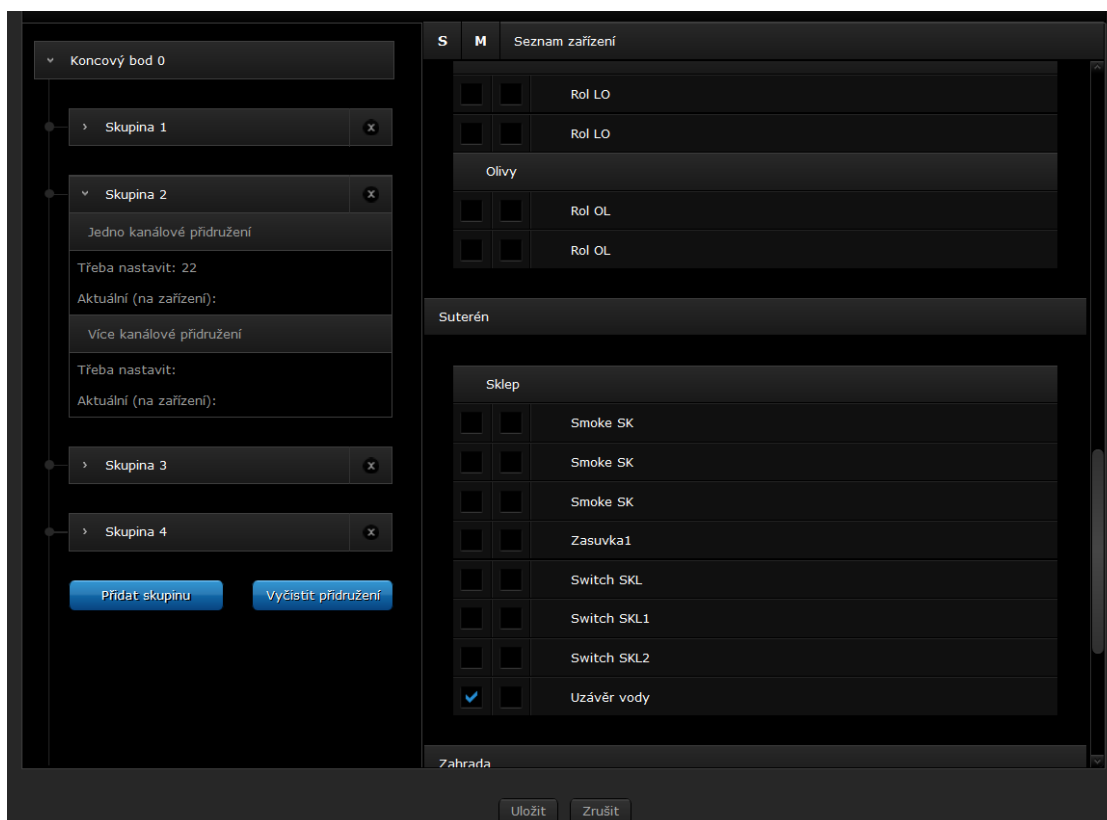 Koncový bod 0
Skupina 1
x
Skupina 2
x
Jedno kanálové přidružení
Třeba nastavit: 22
Aktuální (na zařízení):
Více kanálové přidružení
Třeba nastavit:
Aktuální (na zařízení):
Skupina 3
x
Skupina 4
x
Přidat skupinu
Vyčistit přidružení
S M Seznam zařízení
Rol LO
Rol LO
Olivy
Rol OL
Rol OL
Suterén
Sklep
Smoke SK
Smoke SK
Smoke SK
Zasuvka1
Switch SKL
Switch SKL1
Switch SKL2
Uzávěr vody
Zahrada
Uložit
Zrušit